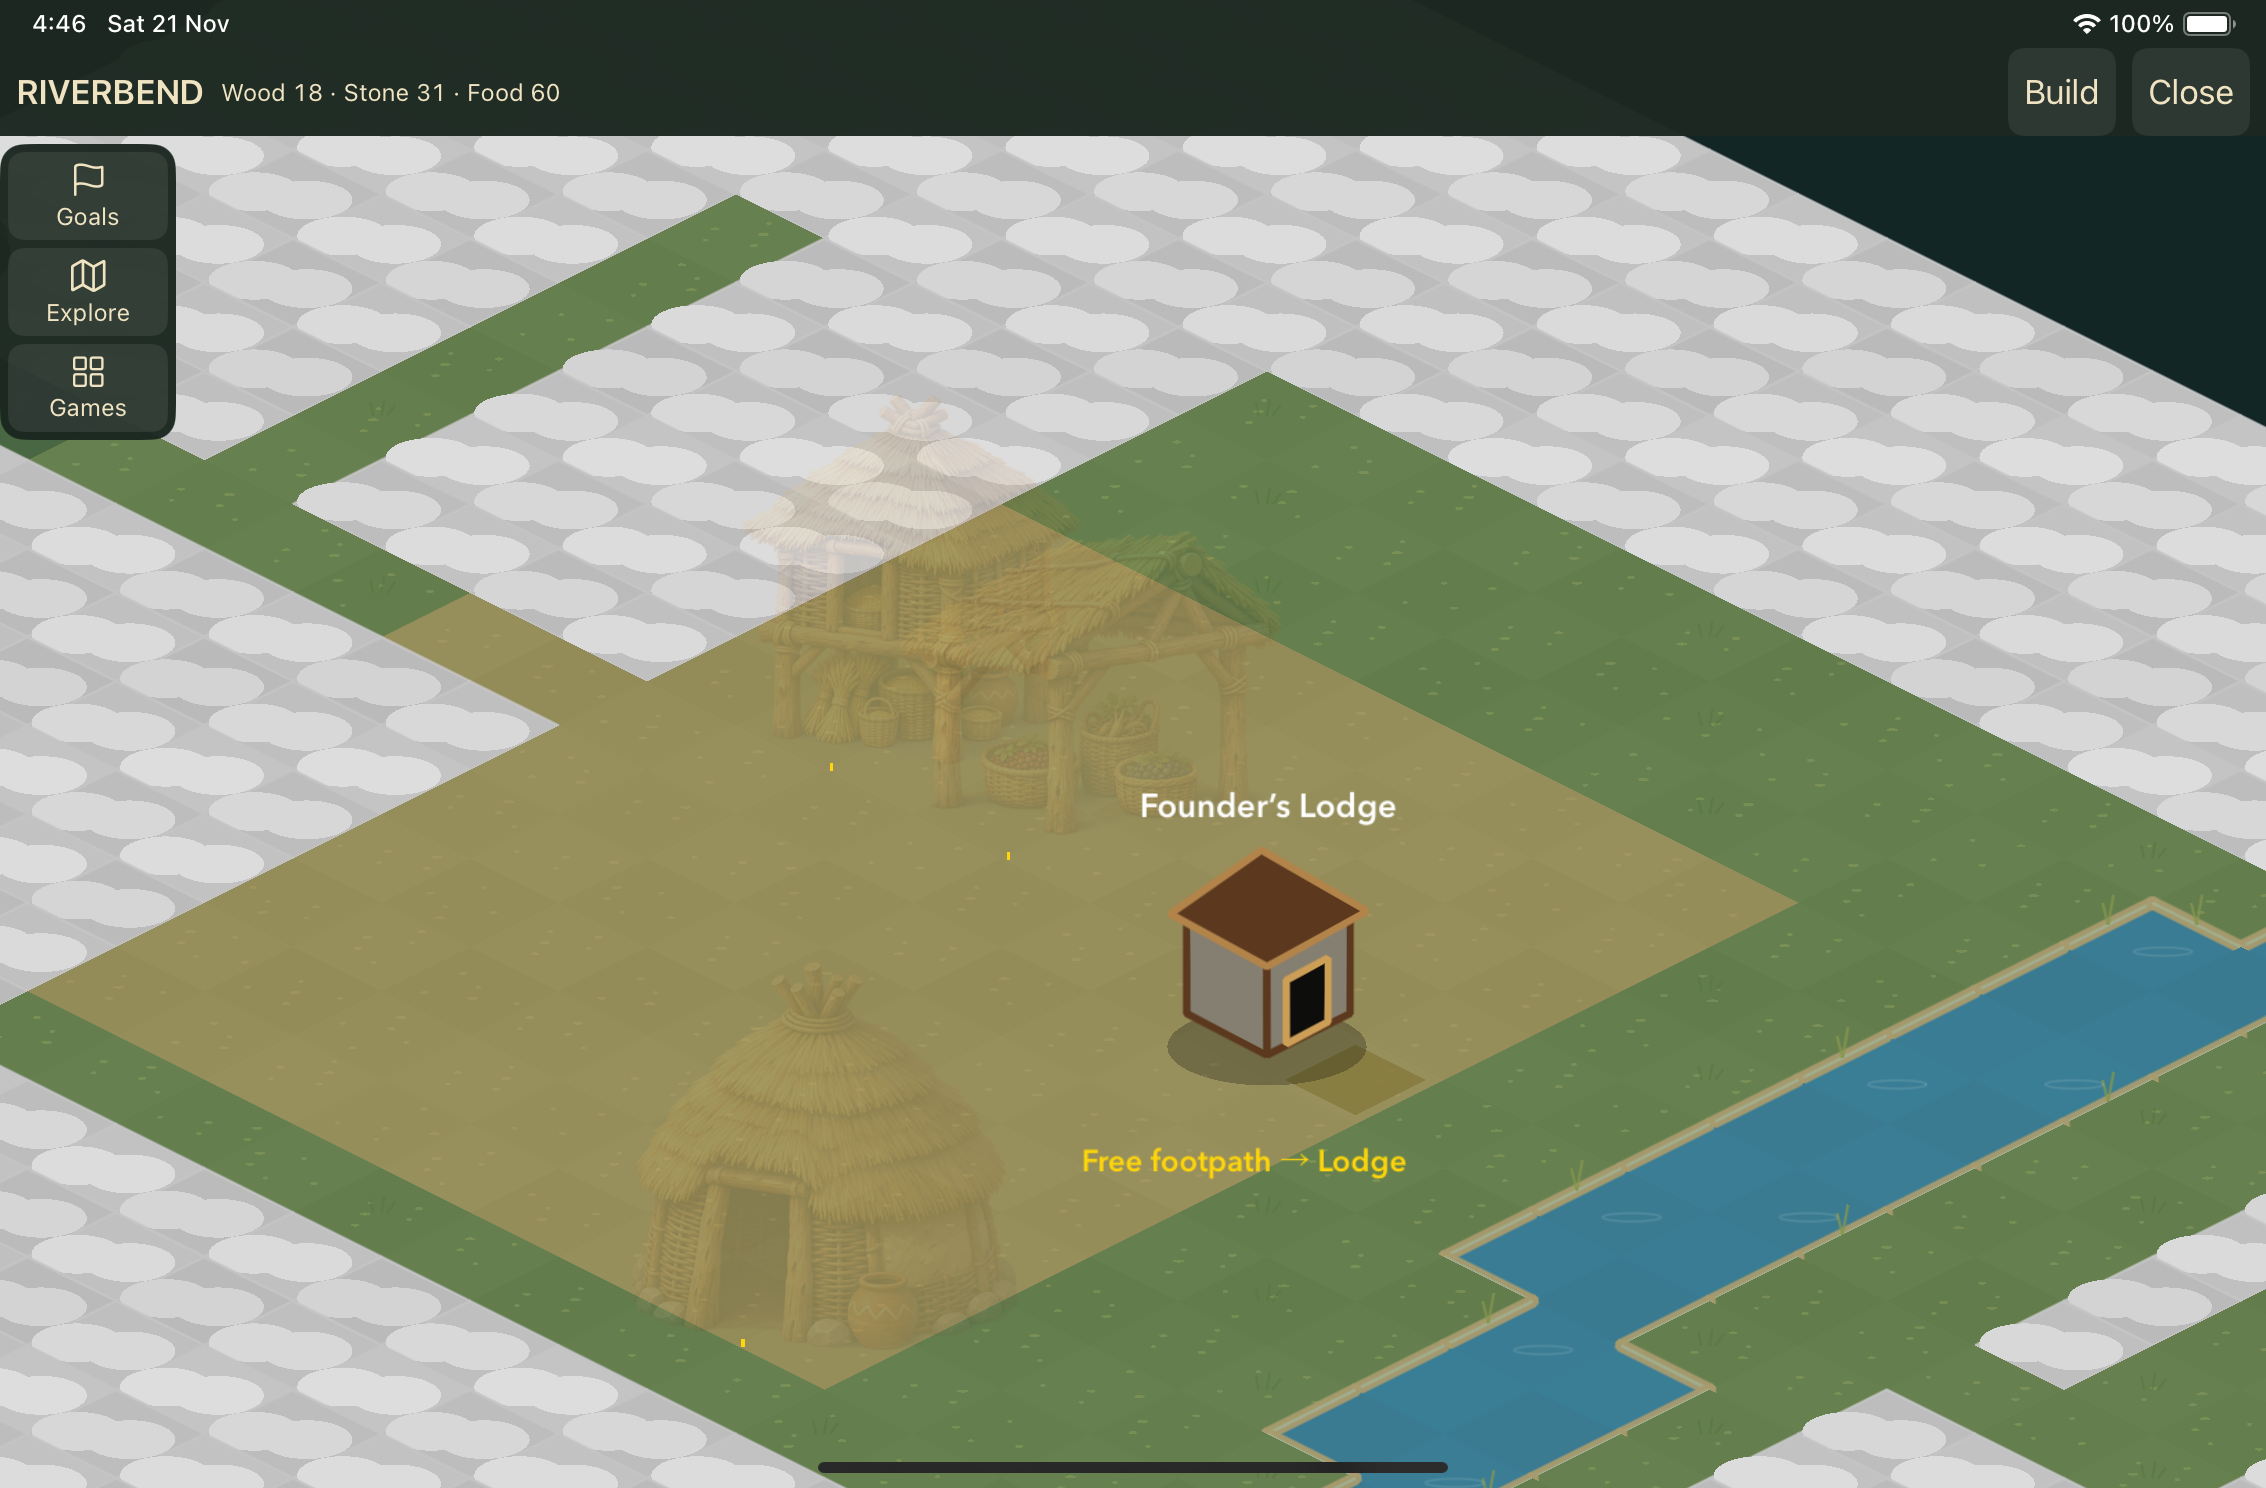 4:46 Sat 21 Nov
100%
RIVERBEND Wood 18 · Stone 31 · Food 60
Build
Close
Goals
Explore
Games
Founder’s Lodge
Free footpath → Lodge